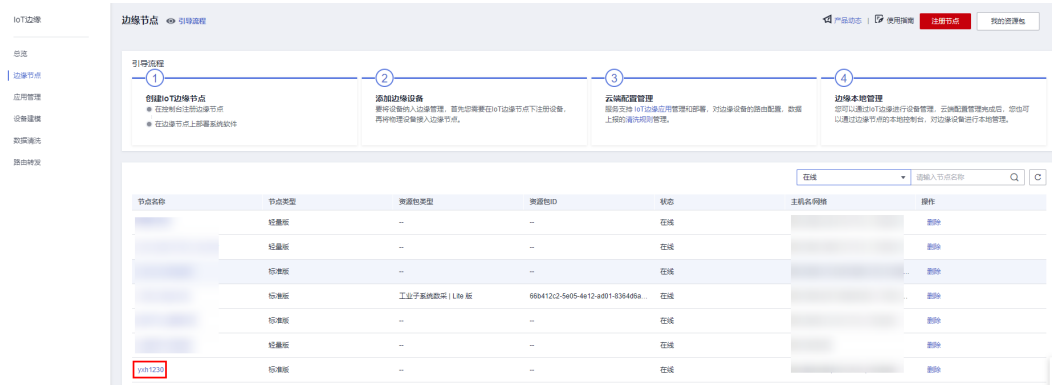 IoT边缘
总览
边缘节点
应用管理
设备建模
数据清洗
路由转发
边缘节点 引导流程
产品动态 | 使用指南 注册节点 我的资源包
引导流程
1
创建IoT边缘节点
在控制台注册边缘节点
在边缘节点上部署系统软件
2
添加边缘设备
要将设备纳入边缘管理，首先您需要在IoT边缘节点下注册设备，
再将物理设备接入边缘节点。
3
云端配置管理
服务支持 IoT边缘应用管理和部署，对边缘设备的路由配置、数据
上报的清洗规则管理。
4
边缘本地管理
您可以通过IoT边缘进行设备管理，云端配置管理完成后，您也可
以通过边缘节点的本地控制台，对边缘设备进行本地管理。
在线 请输入节点名称
节点名称 节点类型 资源包类型 资源包ID 状态 主机名/网络 操作
轻量版 -- -- 在线 删除
轻量版 -- -- 在线 删除
标准版 -- -- 在线 删除
标准版 工业子系统数采 | Lite 版 66b412c2-5e05-4e12-ad01-8364d6a... 在线 删除
标准版 -- -- 在线 删除
轻量版 -- -- 在线 删除
yxh1230 标准版 -- -- 在线 删除